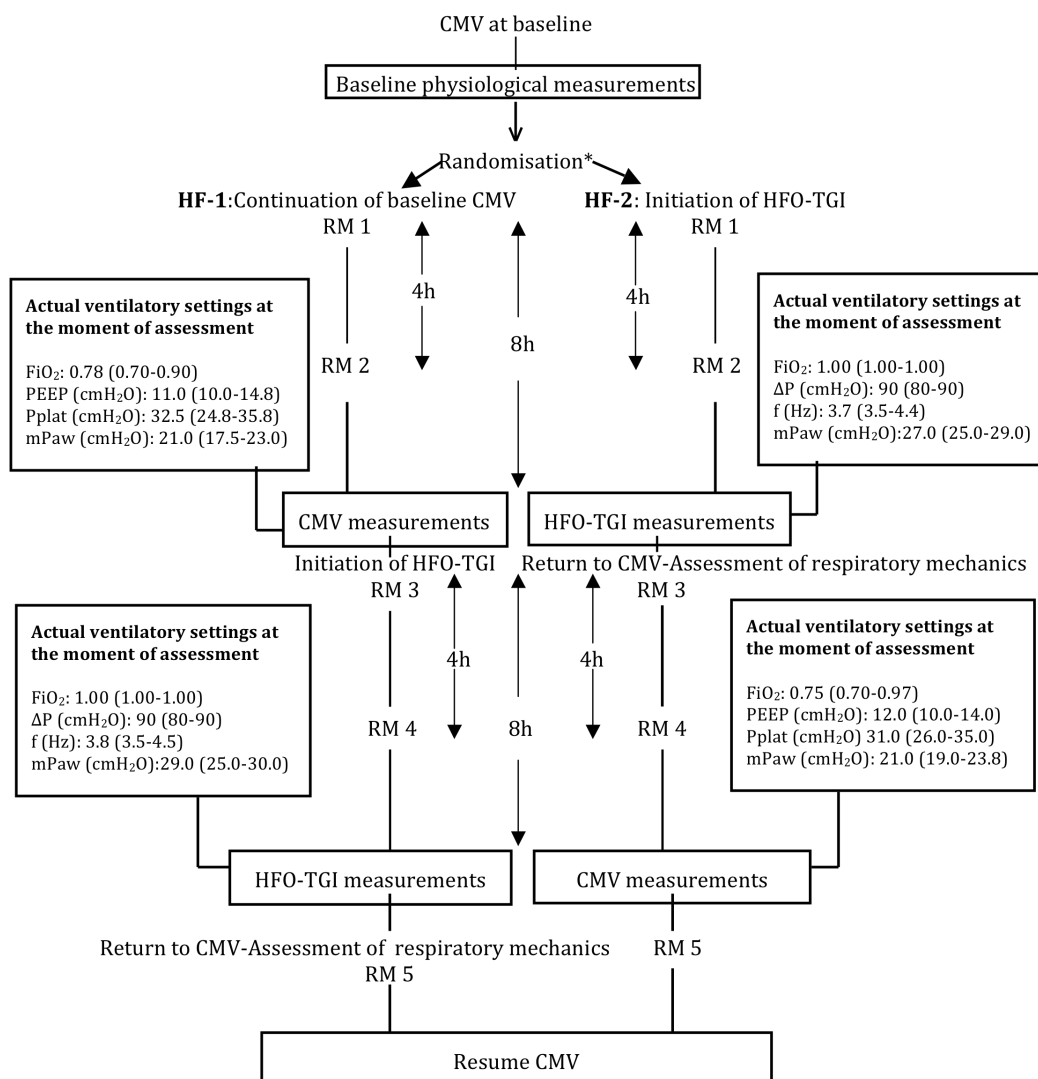 CMV at baseline
Baseline physiological measurements
Randomisation*
HF-1:Continuation of baseline CMV
HF-2: Initiation of HFO-TGI
RM 1
RM 1
4h
8h
4h
Actual ventilatory settings at
the moment of assessment
FiO₂: 0.78 (0.70-0.90)
PEEP (cmH₂O): 11.0 (10.0-14.8)
Pplat (cmH₂O): 32.5 (24.8-35.8)
mPaw (cmH₂O): 21.0 (17.5-23.0)
RM 2
RM 2
Actual ventilatory settings at
the moment of assessment
FiO₂: 1.00 (1.00-1.00)
ΔP (cmH₂O): 90 (80-90)
f (Hz): 3.7 (3.5-4.4)
mPaw (cmH₂O):27.0 (25.0-29.0)
CMV measurements
HFO-TGI measurements
Initiation of HFO-TGI
Return to CMV-Assessment of respiratory mechanics
RM 3
RM 3
4h
8h
4h
Actual ventilatory settings at
the moment of assessment
FiO₂: 1.00 (1.00-1.00)
ΔP (cmH₂O): 90 (80-90)
f (Hz): 3.8 (3.5-4.5)
mPaw (cmH₂O):29.0 (25.0-30.0)
RM 4
RM 4
Actual ventilatory settings at
the moment of assessment
FiO₂: 0.75 (0.70-0.97)
PEEP (cmH₂O): 12.0 (10.0-14.0)
Pplat (cmH₂O) 31.0 (26.0-35.0)
mPaw (cmH₂O): 21.0 (19.0-23.8)
HFO-TGI measurements
CMV measurements
Return to CMV-Assessment of respiratory mechanics
RM 5
RM 5
Resume CMV